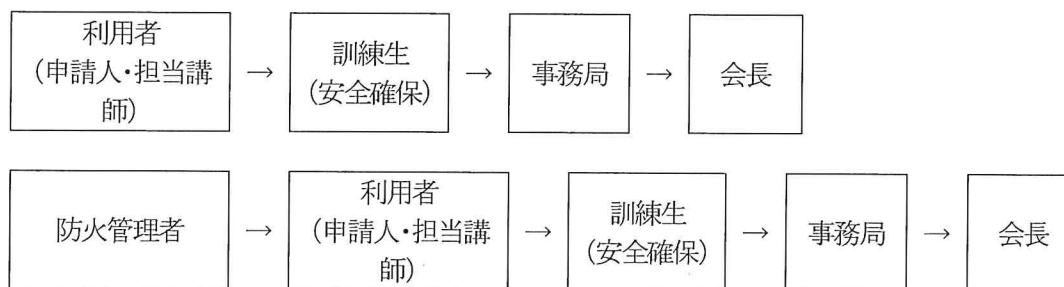 利用者
(申請人・担当講
師)
→
訓練生
(安全確保)
→
事務局
→
会長
防火管理者
→
利用者
(申請人・担当講
師)
→
訓練生
(安全確保)
→
事務局
→
会長